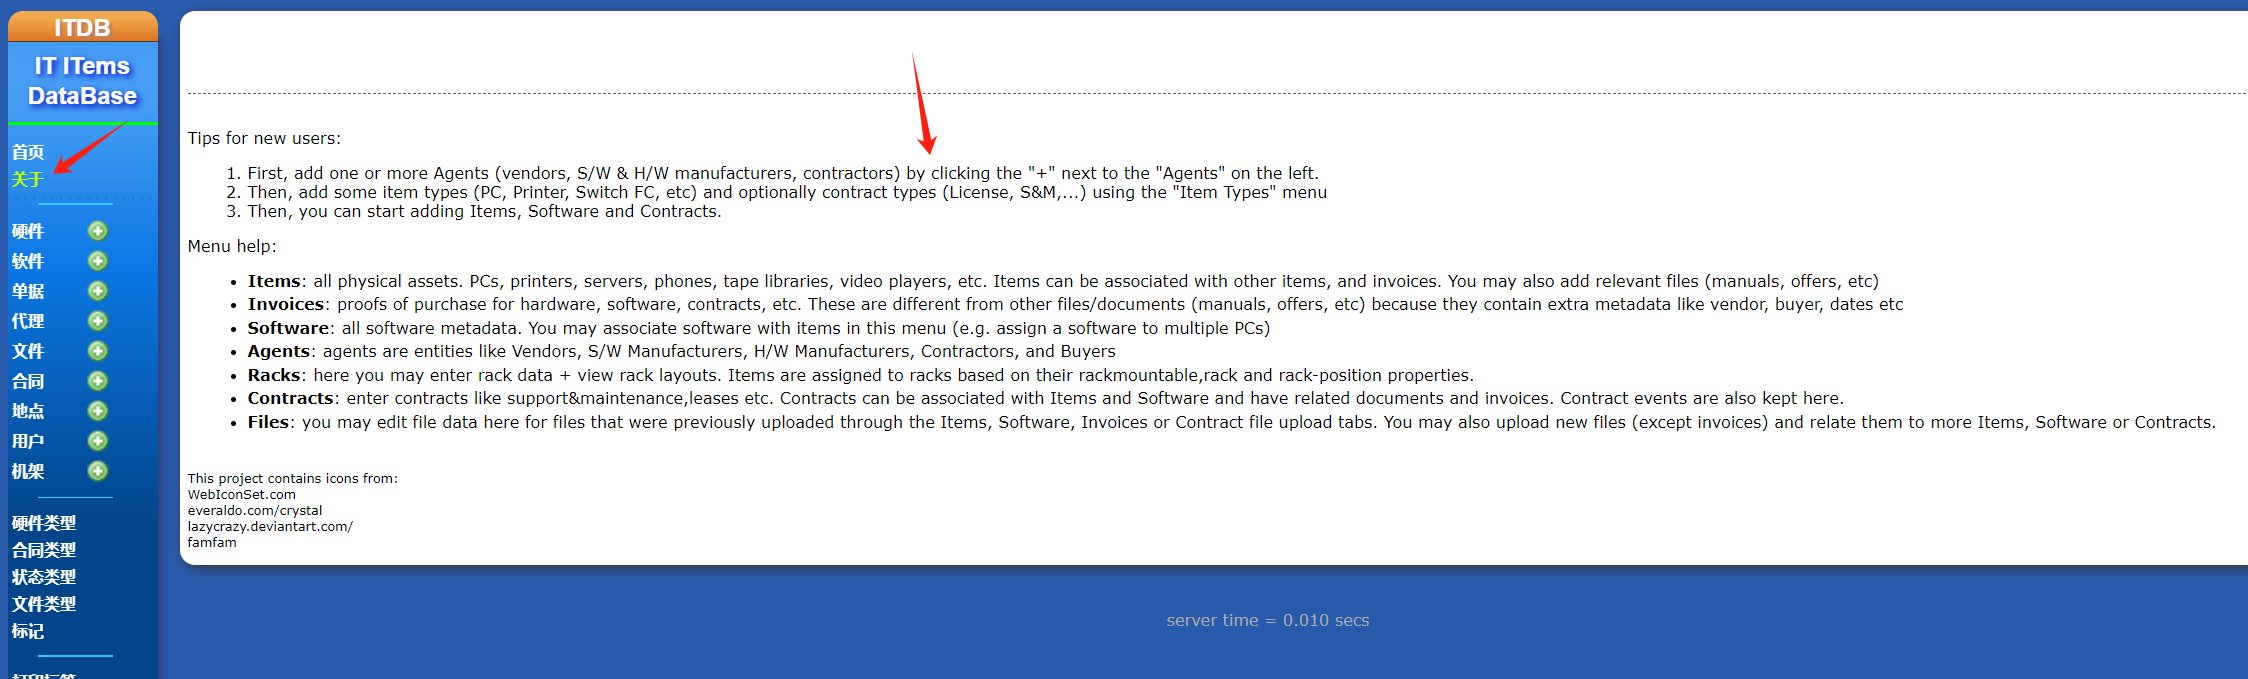 ITDB
IT ITems
DataBase
首页
关于
硬件
软件
单据
代理
文件
合同
地点
用户
机架
硬件类型
合同类型
状态类型
文件类型
标记
Tips for new users:
1. First, add one or more Agents (vendors, S/W & H/W manufacturers, contractors) by clicking the "+" next to the "Agents" on the left.
2. Then, add some item types (PC, Printer, Switch FC, etc) and optionally contract types (License, S&M,...) using the "Item Types" menu
3. Then, you can start adding Items, Software and Contracts.
Menu help:
• Items: all physical assets. PCs, printers, servers, phones, tape libraries, video players, etc. Items can be associated with other items, and invoices. You may also add relevant files (manuals, offers, etc)
• Invoices: proofs of purchase for hardware, software, contracts, etc. These are different from other files/documents (manuals, offers, etc) because they contain extra metadata like vendor, buyer, dates etc
• Software: all software metadata. You may associate software with items in this menu (e.g. assign a software to multiple PCs)
• Agents: agents are entities like Vendors, S/W Manufacturers, H/W Manufacturers, Contractors, and Buyers
• Racks: here you may enter rack data + view rack layouts. Items are assigned to racks based on their rackmountable,rack and rack-position properties.
• Contracts: enter contracts like support&maintenance,leases etc. Contracts can be associated with Items and Software and have related documents and invoices. Contract events are also kept here.
• Files: you may edit file data here for files that were previously uploaded through the Items, Software, Invoices or Contract file upload tabs. You may also upload new files (except invoices) and relate them to more Items, Software or Contracts.
This project contains icons from:
WebIconSet.com
everaldo.com/crystal
lazycrazy.deviantart.com/
famfam
server time = 0.010 secs